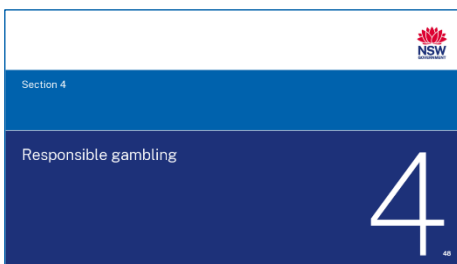 NSW
GOVERNMENT
Section 4
Responsible gambling
4
48